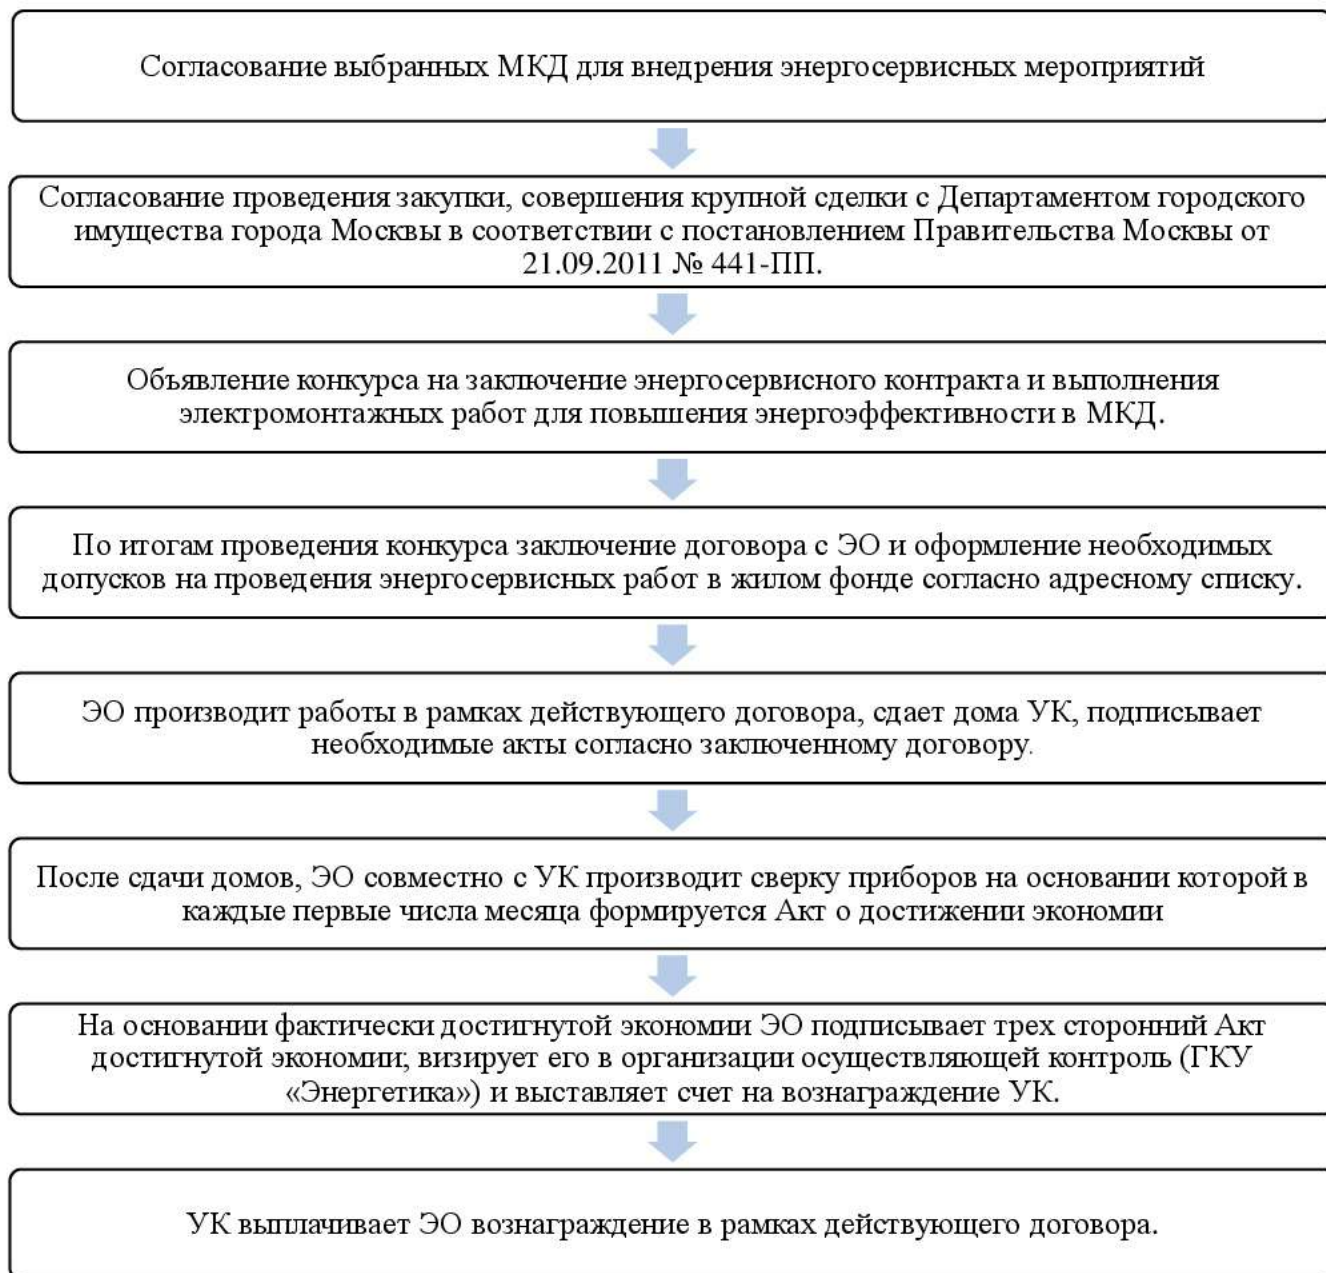 Согласование выбранных МКД для внедрения энергосервисных мероприятий
Согласование проведения закупки, совершения крупной сделки с Департаментом городского
имущества города Москвы в соответствии с постановлением Правительства Москвы от
21.09.2011 № 441-ПП.
Объявление конкурса на заключение энергосервисного контракта и выполнения
электромонтажных работ для повышения энергоэффективности в МКД.
По итогам проведения конкурса заключение договора с ЭО и оформление необходимых
допусков на проведения энергосервисных работ в жилом фонде согласно адресному списку.
ЭО производит работы в рамках действующего договора, сдает дома УК, подписывает
необходимые акты согласно заключенному договору.
После сдачи домов, ЭО совместно с УК производит сверку приборов на основании которой в
каждые первые числа месяца формируется Акт о достижении экономии
На основании фактически достигнутой экономии ЭО подписывает трех сторонний Акт
достигнутой экономии; визирует его в организации осуществляющей контроль (ГКУ
«Энергетика») и выставляет счет на вознаграждение УК.
УК выплачивает ЭО вознаграждение в рамках действующего договора.